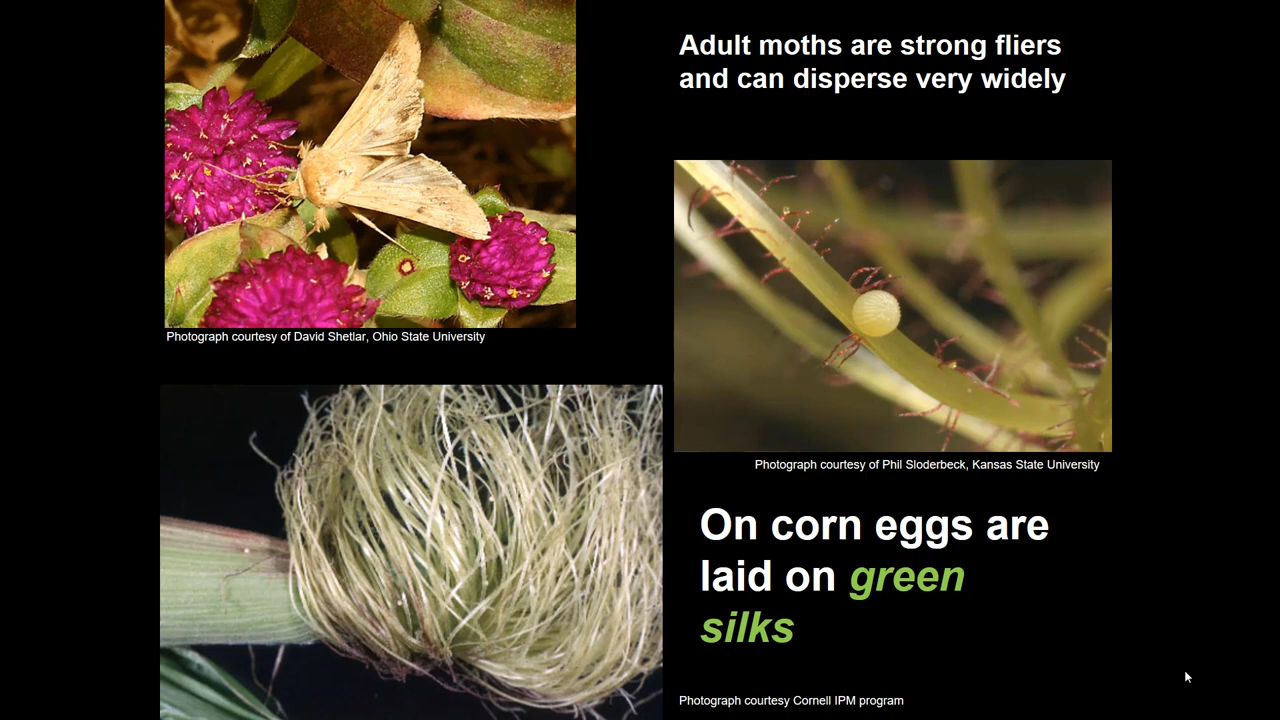 Adult moths are strong fliers
and can disperse very widely
Photograph courtesy of David Shetlar, Ohio State University
Photograph courtesy of Phil Sloderbeck, Kansas State University
On corn eggs are
laid on green
silks
Photograph courtesy Cornell IPM program